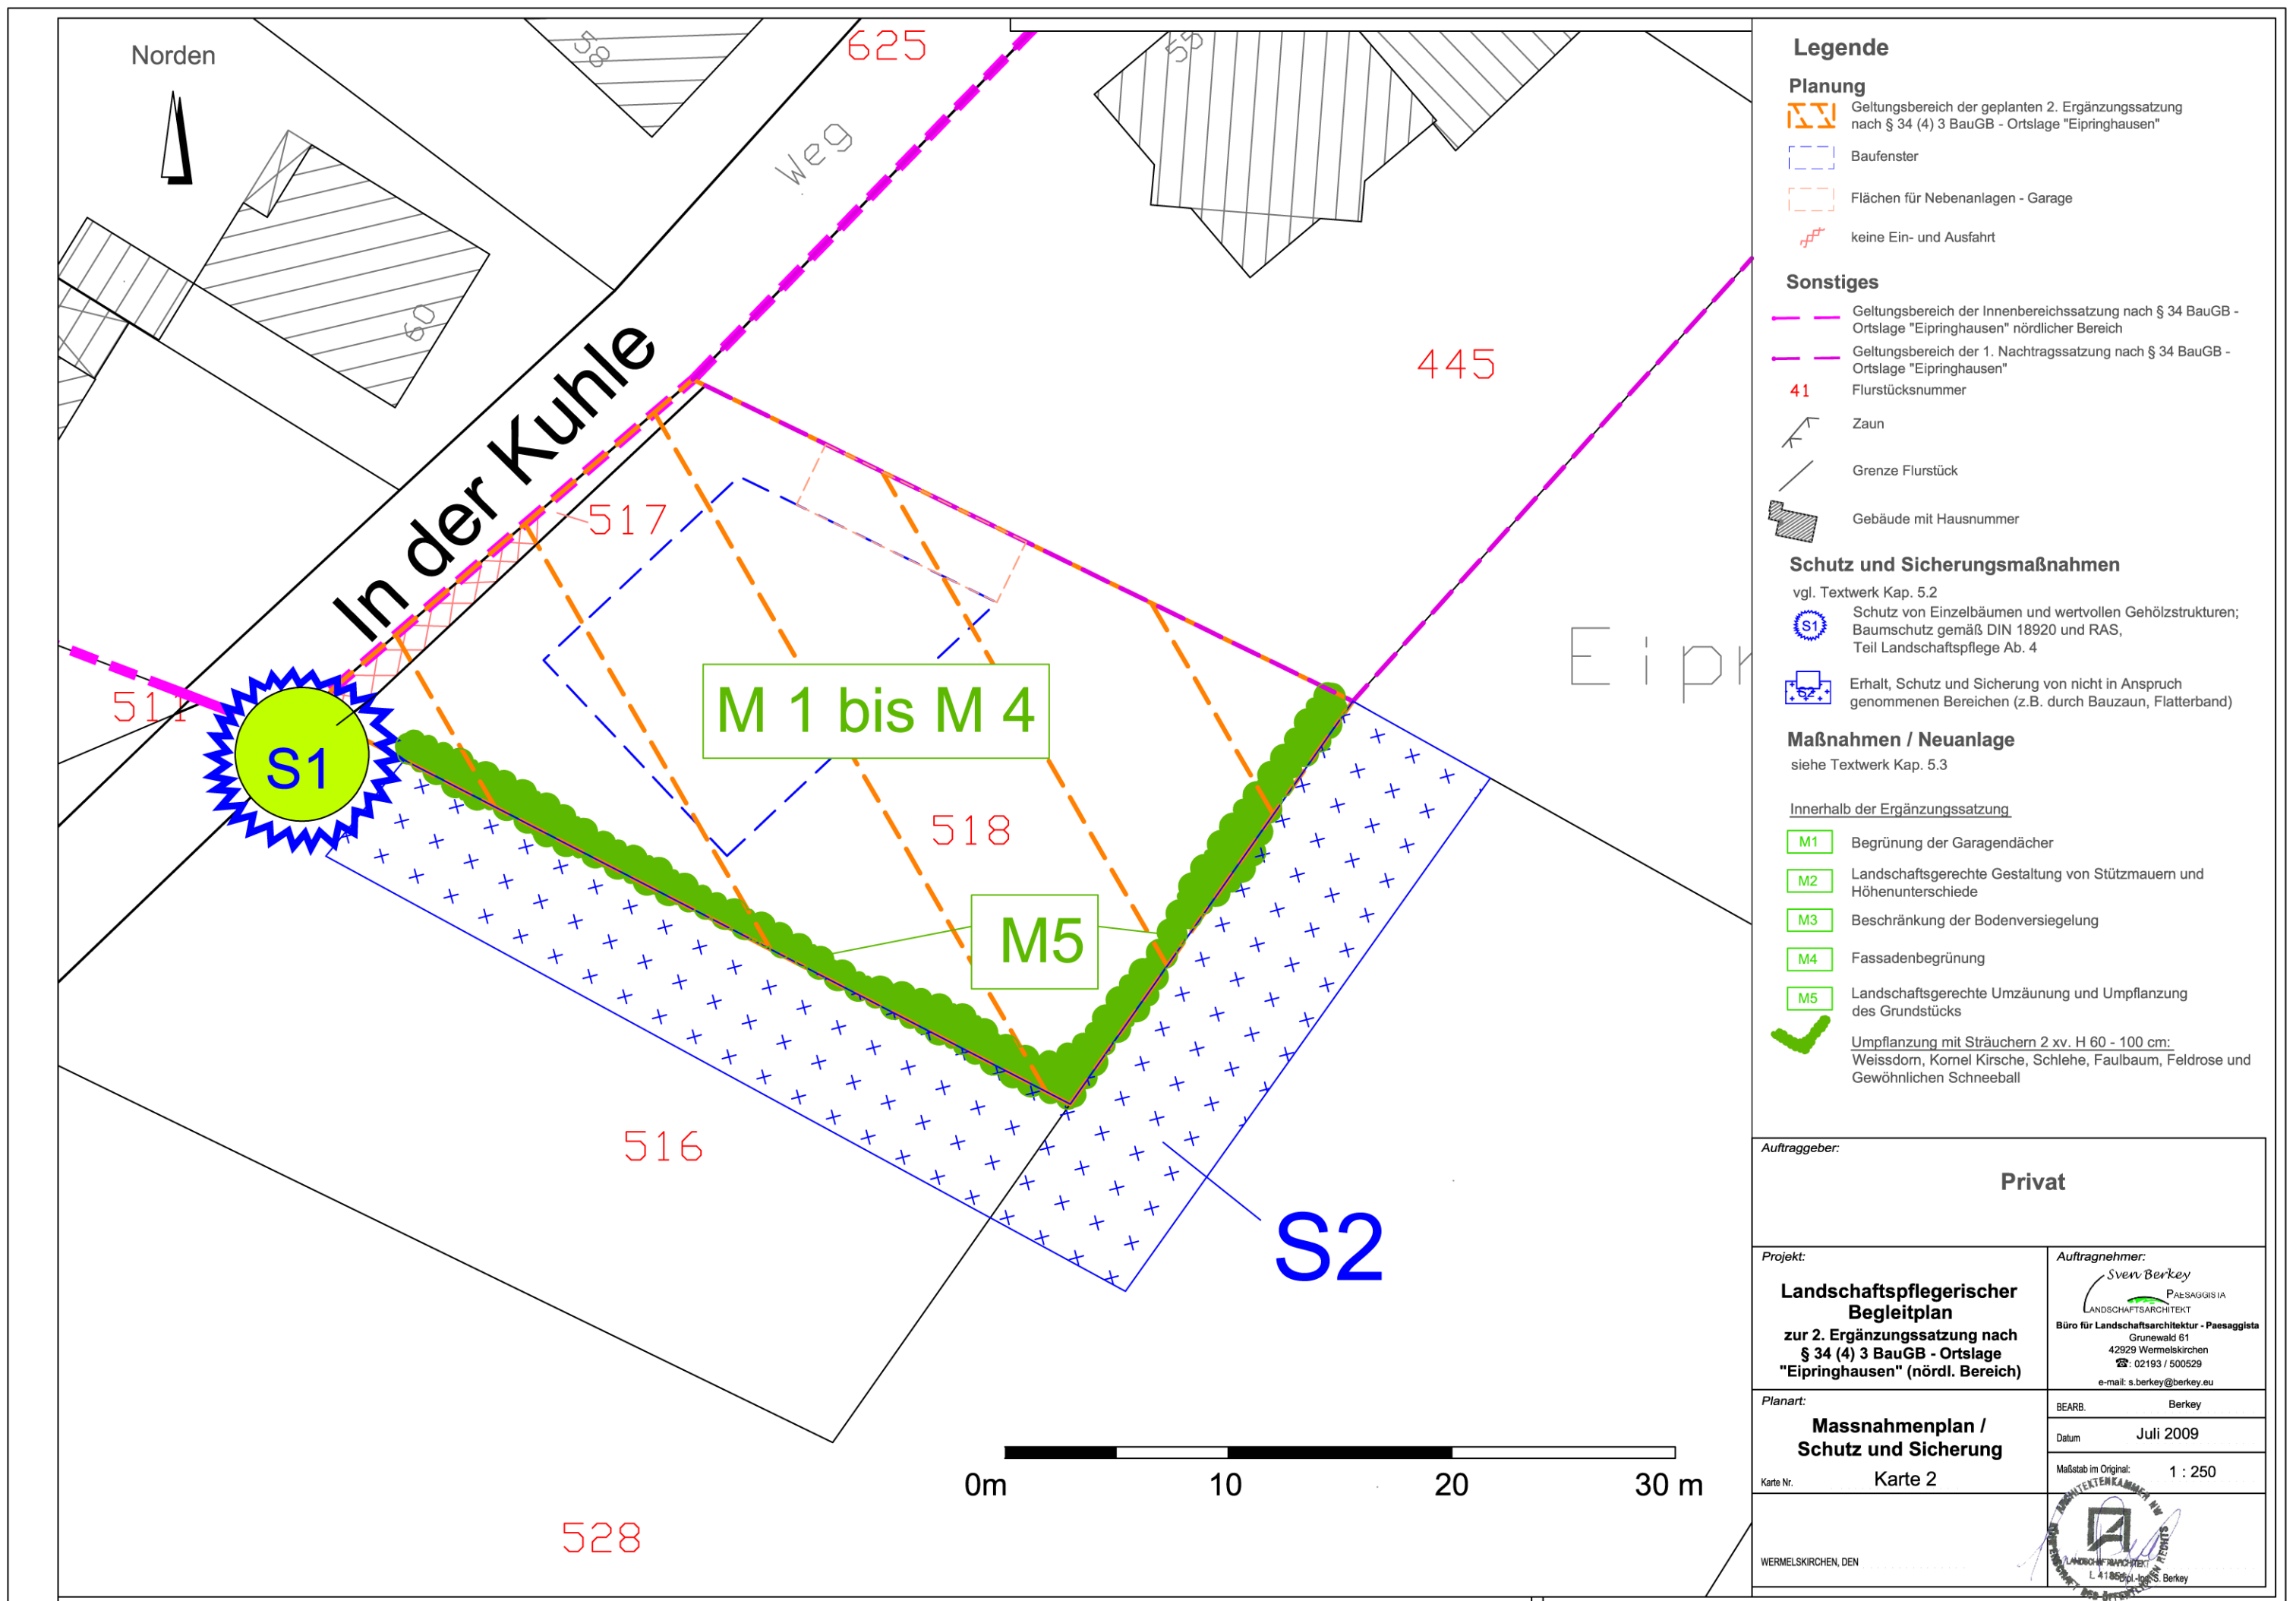 Norden
58
625
55
Weg
60
In der Kuhle
445
517
511
S1
M 1 bis M 4
518
M5
516
S2
528
0m 10 20 30 m
Legende
Planung
Geltungsbereich der geplanten 2. Ergänzungssatzung
nach § 34 (4) 3 BauGB - Ortslage "Eipringhausen"
Baufenster
Flächen für Nebenanlagen - Garage
keine Ein- und Ausfahrt
Sonstiges
Geltungsbereich der Innenbereichssatzung nach § 34 BauGB -
Ortslage "Eipringhausen" nördlicher Bereich
Geltungsbereich der 1. Nachtragssatzung nach § 34 BauGB -
Ortslage "Eipringhausen"
41 Flurstücksnummer
Zaun
Grenze Flurstück
Gebäude mit Hausnummer
Schutz und Sicherungsmaßnahmen
vgl. Textwerk Kap. 5.2
S1 Schutz von Einzelbäumen und wertvollen Gehölzstrukturen;
Baumschutz gemäß DIN 18920 und RAS,
Teil Landschaftspflege Ab. 4
S2 Erhalt, Schutz und Sicherung von nicht in Anspruch
genommenen Bereichen (z.B. durch Bauzaun, Flatterband)
Maßnahmen / Neuanlage
siehe Textwerk Kap. 5.3
Innerhalb der Ergänzungssatzung
M1 Begrünung der Garagendächer
M2 Landschaftsgerechte Gestaltung von Stützmauern und
Höhenunterschiede
M3 Beschränkung der Bodenversiegelung
M4 Fassadenbegrünung
M5 Landschaftsgerechte Umzäunung und Umpflanzung
des Grundstücks
Umpflanzung mit Sträuchern 2 xv. H 60 - 100 cm:
Weissdorn, Kornel Kirsche, Schlehe, Faulbaum, Feldrose und
Gewöhnlichen Schneeball
Auftraggeber:
Privat
Projekt:
Landschaftspflegerischer
Begleitplan
zur 2. Ergänzungssatzung nach
§ 34 (4) 3 BauGB - Ortslage
"Eipringhausen" (nördl. Bereich)
Auftragnehmer:
Sven Berkey
PAESAGGISTA
LANDSCHAFTSARCHITEKT
Büro für Landschaftsarchitektur - Paesaggista
Grunewald 61
42929 Wermelskirchen
☎: 02193 / 500529
e-mail: s.berkey@berkey.eu
Planart:
Massnahmenplan /
Schutz und Sicherung
Karte Nr. Karte 2
BEARB. Berkey
Datum Juli 2009
Maßstab im Original: 1 : 250
WERMELSKIRCHEN, DEN
LANDSCHAFTSARCHITEKT
Dipl.-Ing. S. Berkey